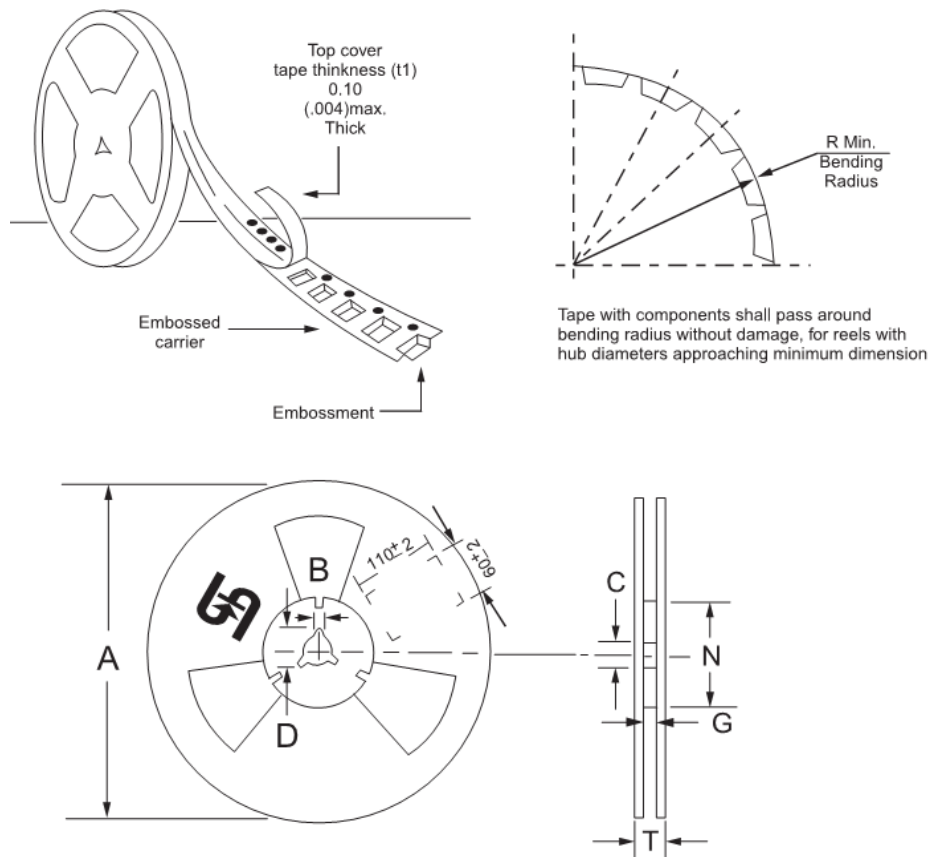 Top cover
tape thinkness (t1)
0.10
(.004)max.
Thick
Embossed
carrier
Embossment
R Min.
Bending
Radius
Tape with components shall pass around
bending radius without damage, for reels with
hub diameters approaching minimum dimension
A
B
D
110±2
60±2
C
N
G
T